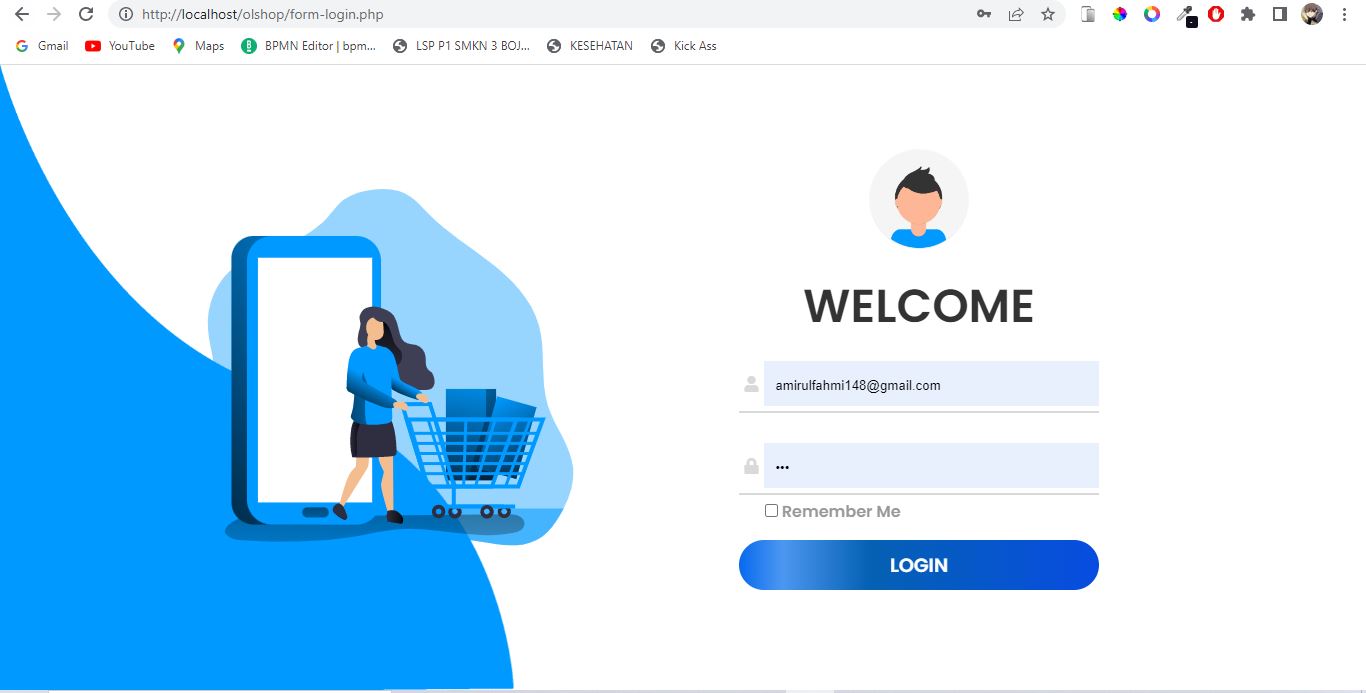 http://localhost/olshop/form-login.php
Gmail YouTube Maps BPMN Editor | bpm... LSP P1 SMKN 3 BOJ... KESEHATAN Kick Ass
WELCOME
amirulfahmi148@gmail.com
•••
Remember Me
LOGIN